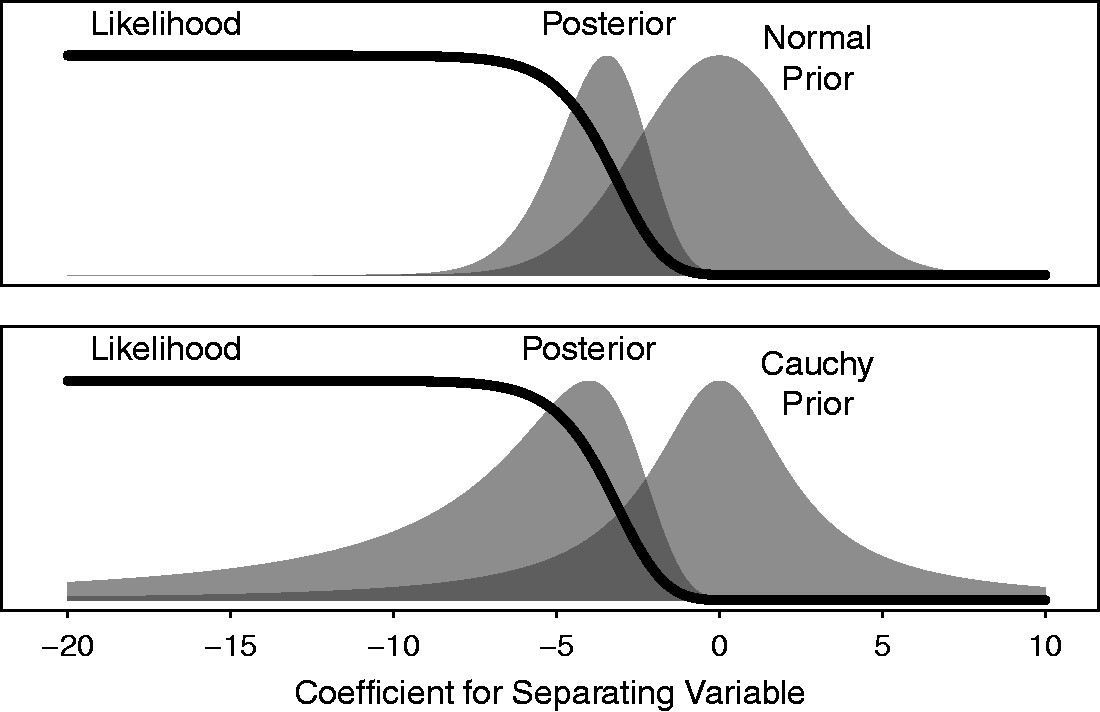 Likelihood
Posterior
Normal
Prior
Likelihood
Posterior
Cauchy
Prior
−20 −15 −10 −5 0 5 10
Coefficient for Separating Variable